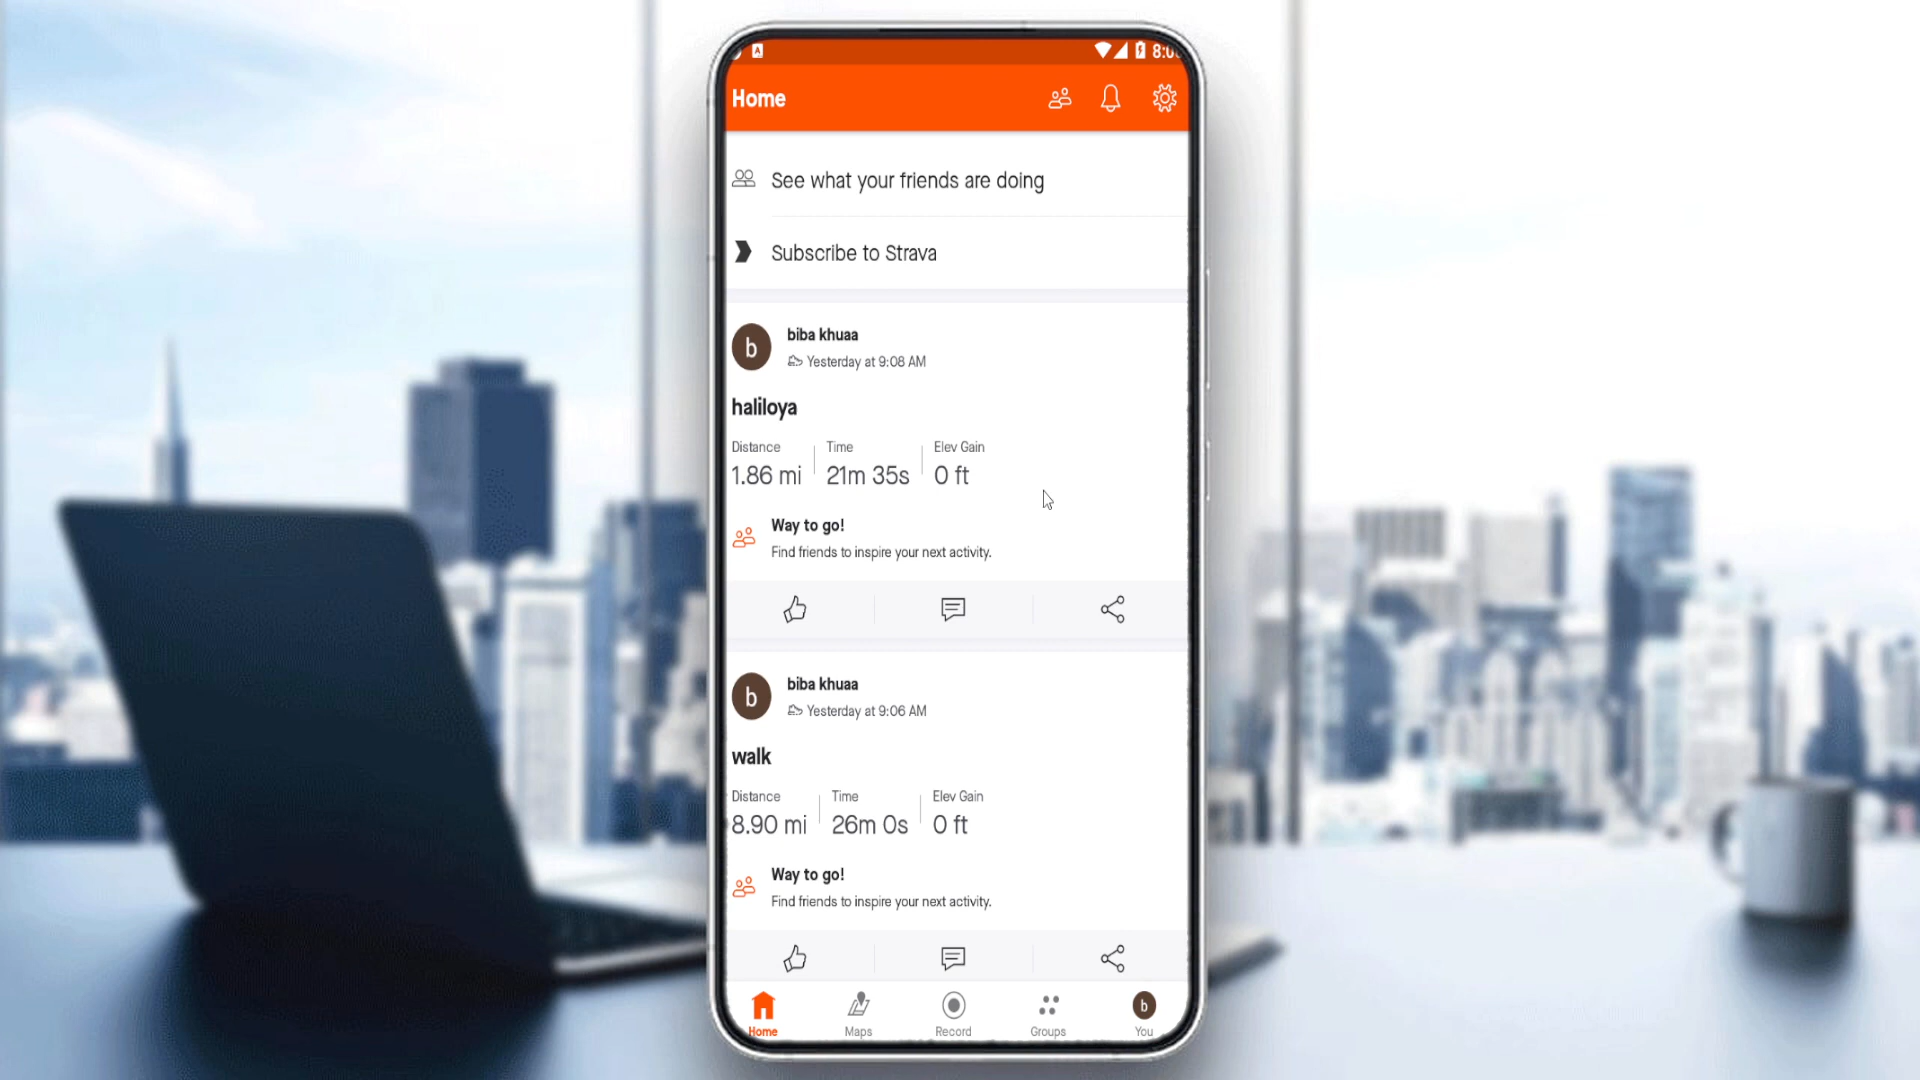 8:0
Home
See what your friends are doing
Subscribe to Strava
b
biba khuaa
Yesterday at 9:08 AM
haliloya
Distance
Time
Elev Gain
1.86 mi
21m 35s
0 ft
Way to go!
Find friends to inspire your next activity.
b
biba khuaa
Yesterday at 9:06 AM
walk
Distance
Time
Elev Gain
8.90 mi
26m 0s
0 ft
Way to go!
Find friends to inspire your next activity.
b
Home
Maps
Record
Groups
You